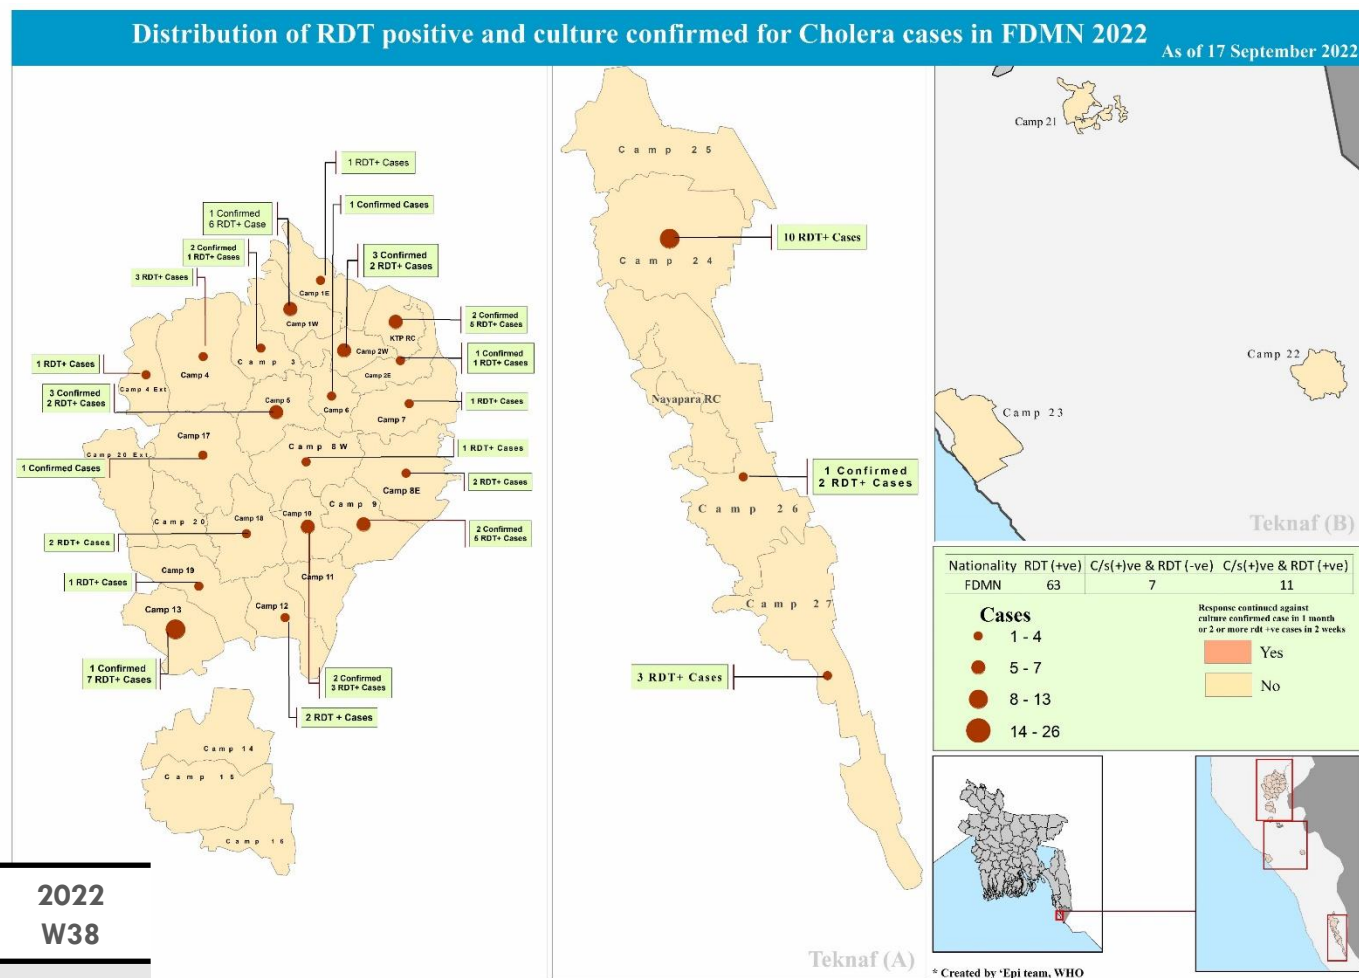 Distribution of RDT positive and culture confirmed for Cholera cases in FDMN 2022
As of 17 September 2022
1 RDT+ Cases
1 Confirmed Cases
1 Confirmed
6 RDT+ Case
2 Confirmed
1 RDT+ Cases
3 Confirmed
2 RDT+ Cases
3 RDT+ Cases
Camp 1E
Camp 1W
2 Confirmed
5 RDT+ Cases
KTP RC
Camp 2W
1 Confirmed
1 RDT+ Cases
Camp 3
Camp 4
Camp 2E
1 RDT+ Cases
Camp 4 Ext
3 Confirmed
2 RDT+ Cases
Camp 5
Camp 6
Camp 7
1 RDT+ Cases
Camp 17
Camp 8W
1 RDT+ Cases
Camp 20 Ext
1 Confirmed Cases
Camp 8E
2 RDT+ Cases
Camp 9
Camp 10
Camp 18
Camp 20
2 Confirmed
5 RDT+ Cases
2 RDT+ Cases
Camp 19
Camp 11
1 RDT+ Cases
Camp 13
Camp 12
1 Confirmed
7 RDT+ Cases
2 Confirmed
3 RDT+ Cases
2 RDT + Cases
Camp 14
Camp 15
Camp 16
2022
W38
Camp 25
10 RDT+ Cases
Camp 24
Nayapara RC
1 Confirmed
2 RDT+ Cases
Camp 26
Camp 27
3 RDT+ Cases
Teknaf (A)
Camp 21
Camp 22
Camp 23
Teknaf (B)
Nationality RDT (+ve) C/s(+)ve & RDT (-ve) C/s(+)ve & RDT (+ve)
FDMN 63 7 11
Cases
1 - 4
5 - 7
8 - 13
14 - 26
Response continued against
culture confirmed case in 1 month
or 2 or more rdt +ve cases in 2 weeks
Yes
No
* Created by 'Epi team, WHO